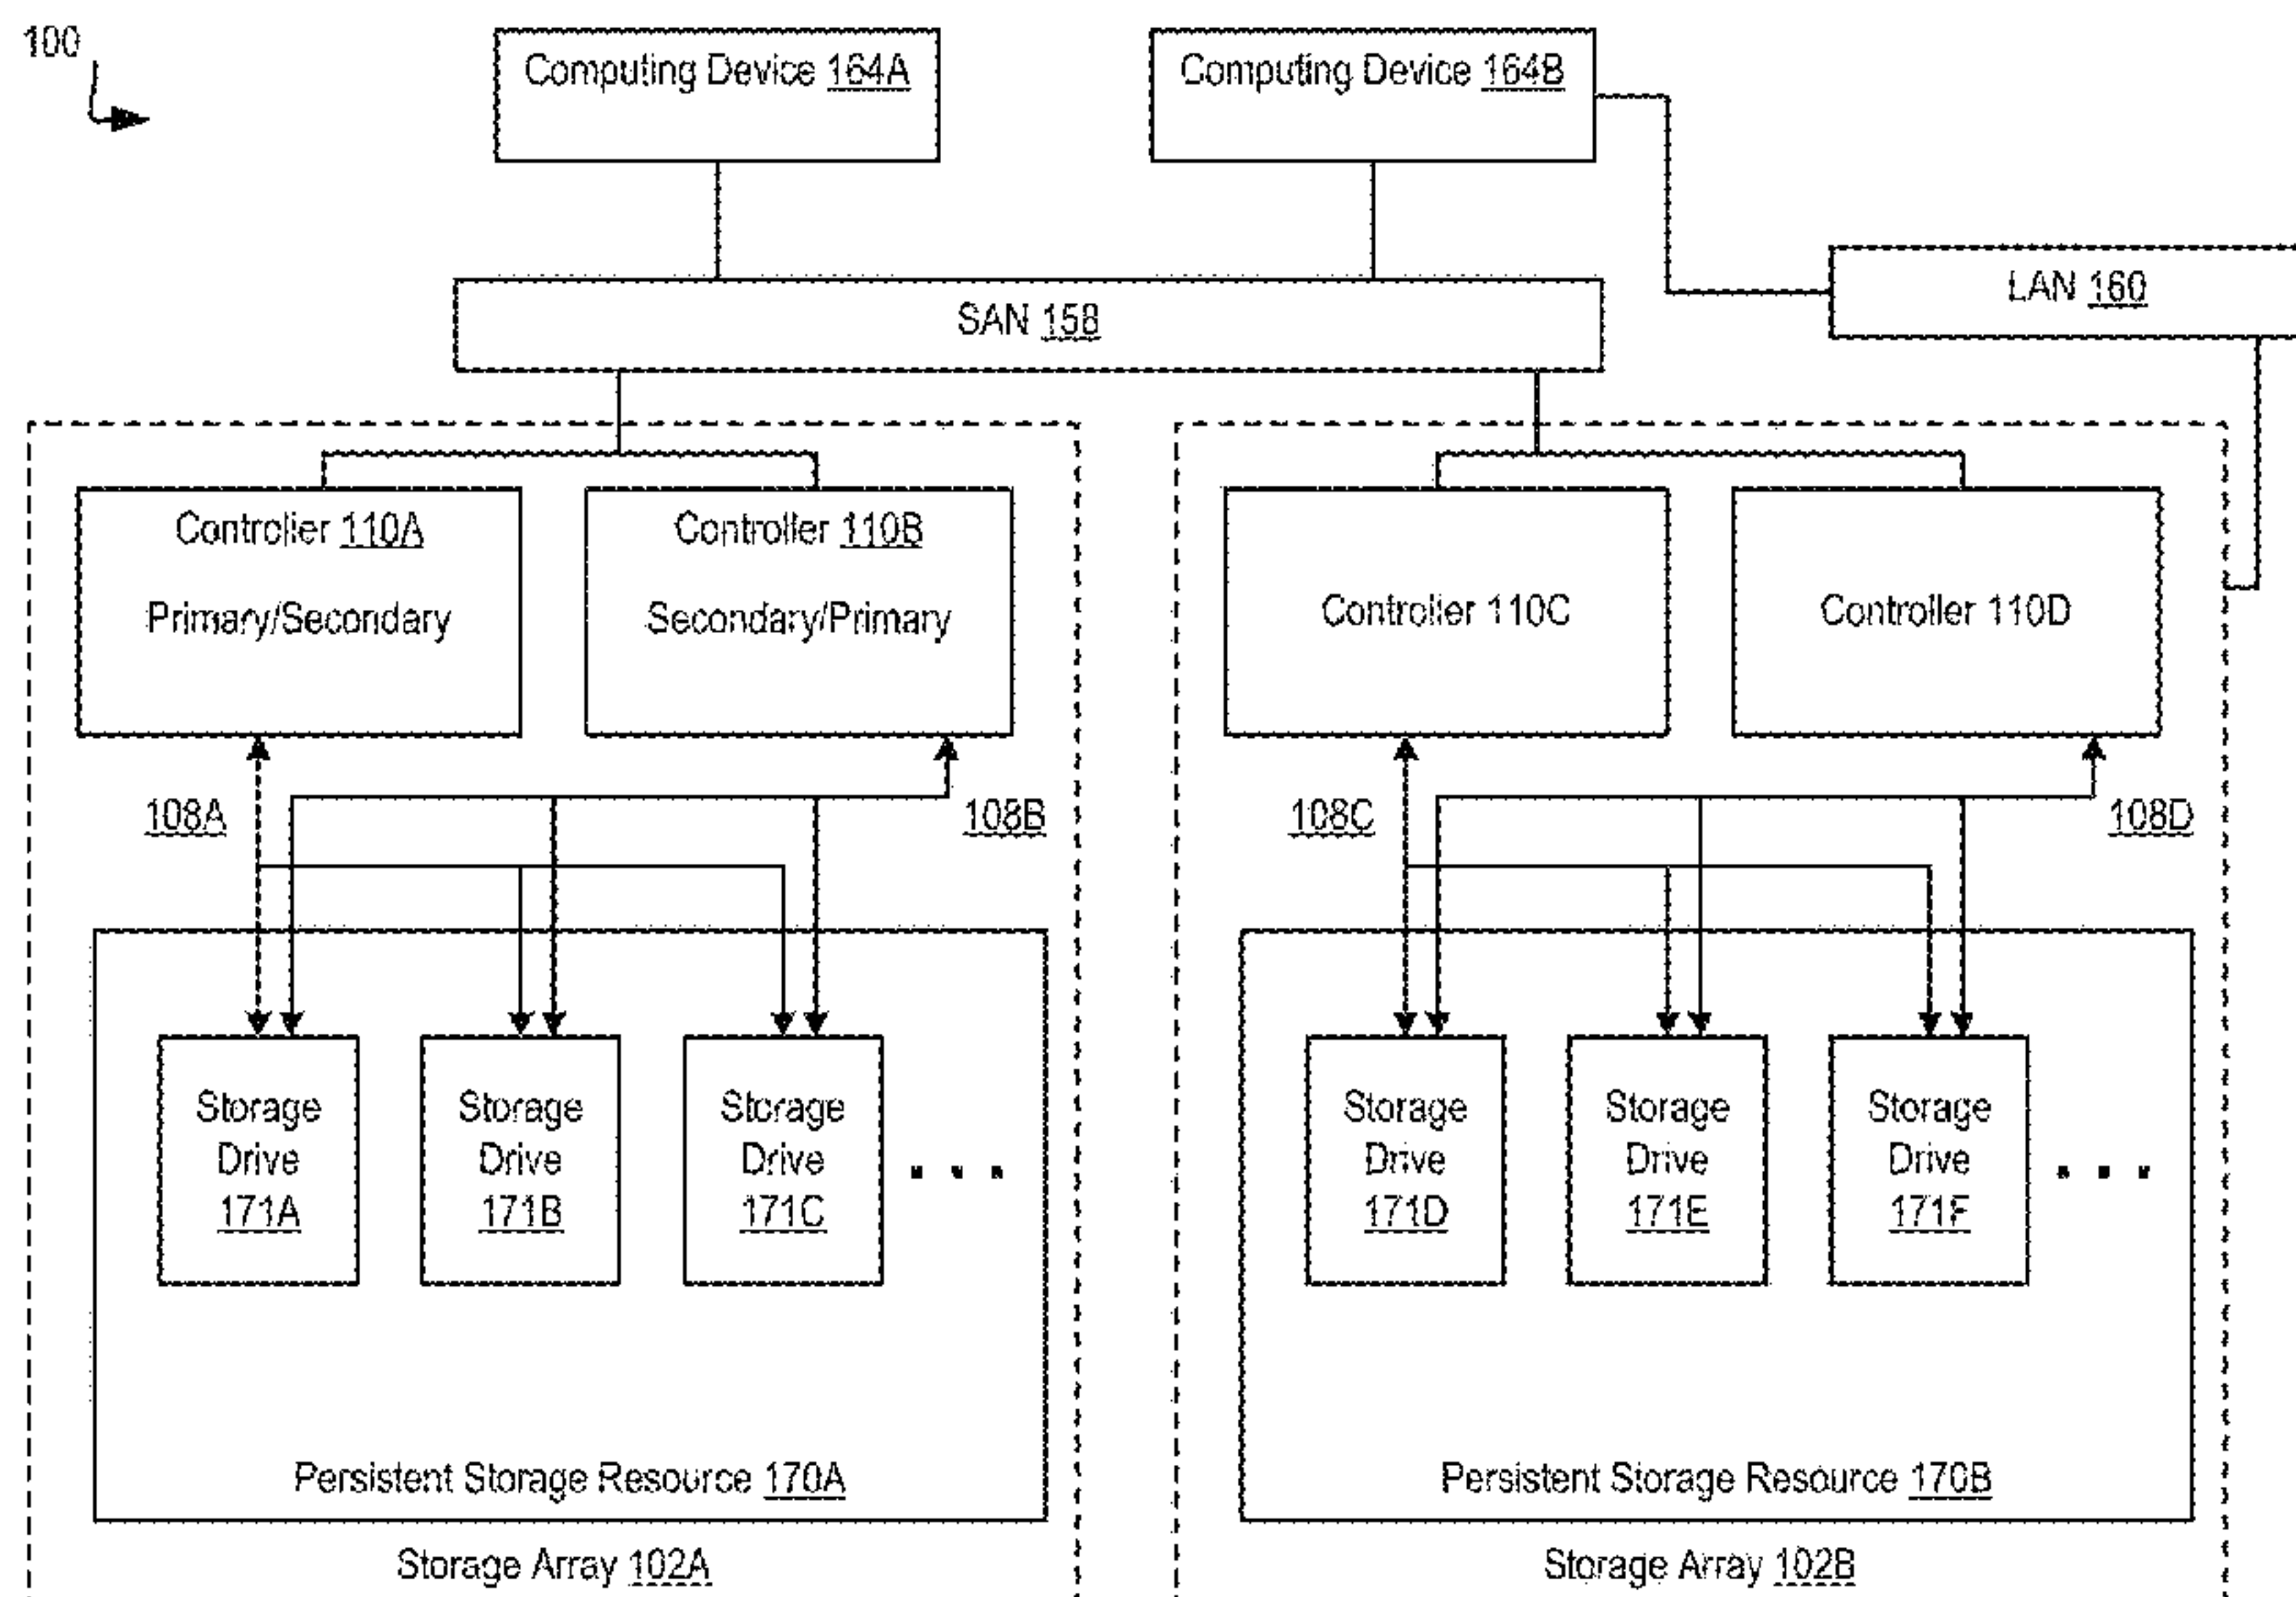 100
Computing Device 164A
Computing Device 164B
LAN 160
SAN 158
Controller 110A
Primary/Secondary
Controller 110B
Secondary/Primary
Controller 110C
Controller 110D
108A
108B
108C
108D
Storage
Drive
171A
Storage
Drive
171B
Storage
Drive
171C
...
Storage
Drive
171D
Storage
Drive
171E
Storage
Drive
171F
...
Persistent Storage Resource 170A
Persistent Storage Resource 170B
Storage Array 102A
Storage Array 102B